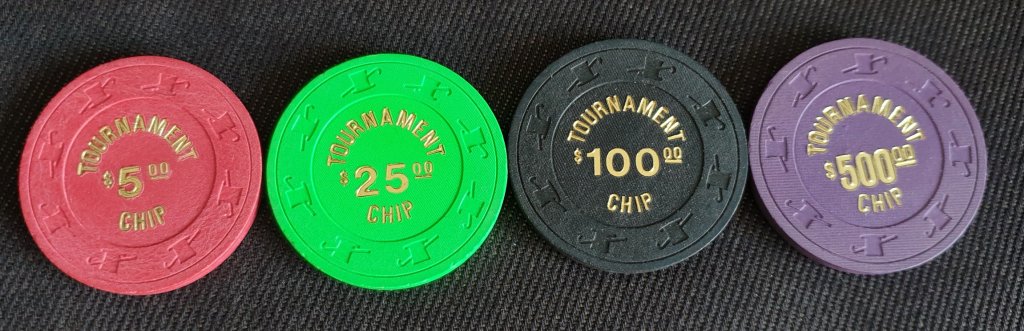 TOURNAMENT
$5.00
CHIP
TOURNAMENT
$25.00
CHIP
TOURNAMENT
$100.00
CHIP
TOURNAMENT
$500.00
CHIP